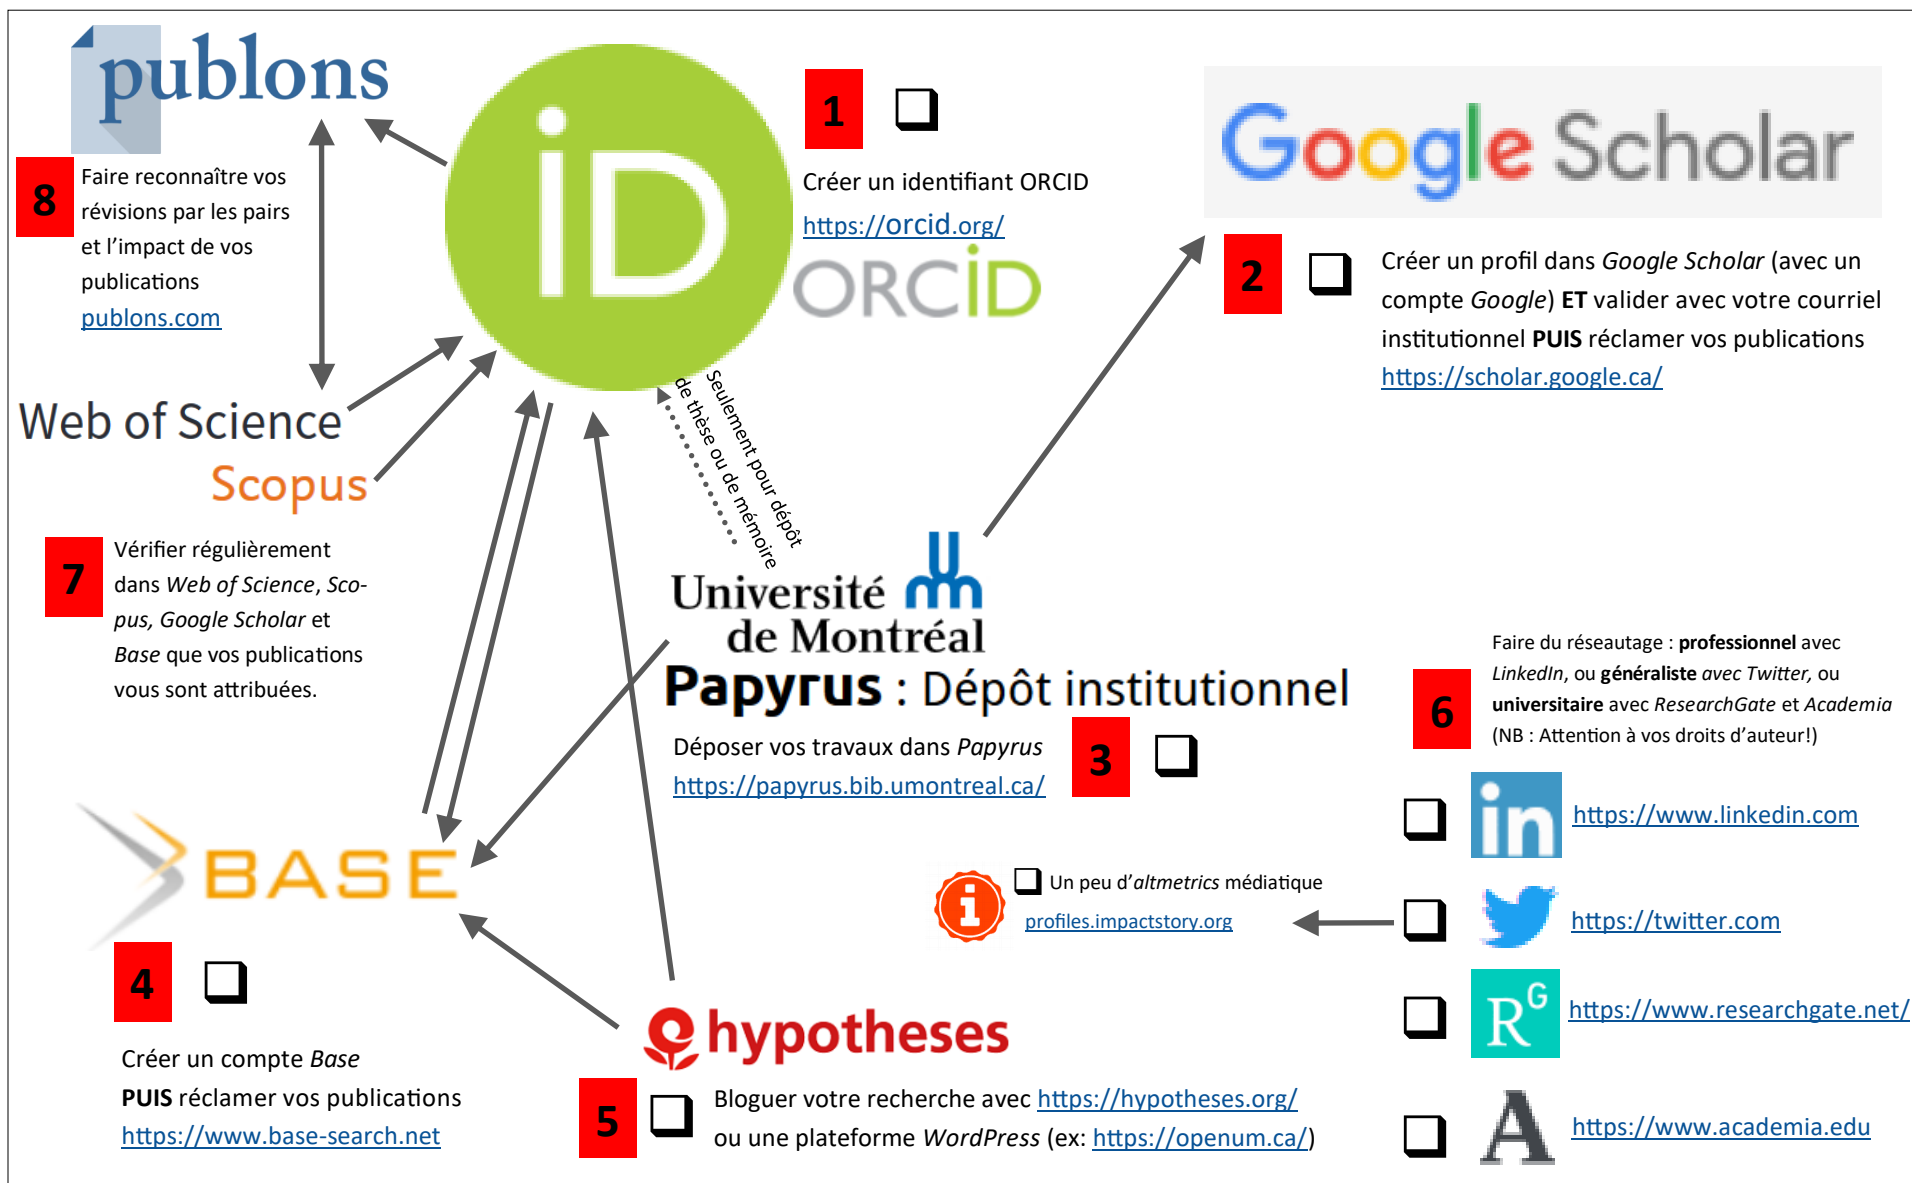 publons
8
Faire reconnaître vos
révisions par les pairs
et l’impact de vos
publications
publons.com
iD
1
Créer un identifiant ORCID
https://orcid.org/
ORCiD
Google Scholar
2
Créer un profil dans Google Scholar (avec un
compte Google) ET valider avec votre courriel
institutionnel PUIS réclamer vos publications
https://scholar.google.ca/
Web of Science
Scopus
7
Vérifier régulièrement
dans Web of Science, Sco-
pus, Google Scholar et
Base que vos publications
vous sont attribuées.
Seulement pour dépôt
de thèse ou de mémoire
Université
de Montréal
Papyrus : Dépôt institutionnel
Déposer vos travaux dans Papyrus
https://papyrus.bib.umontreal.ca/
3
BASE
4
Créer un compte Base
PUIS réclamer vos publications
https://www.base-search.net
hypotheses
5
Bloguer votre recherche avec https://hypotheses.org/
ou une plateforme WordPress (ex: https://openum.ca/)
6
Faire du réseautage : professionnel avec
LinkedIn, ou généraliste avec Twitter, ou
universitaire avec ResearchGate et Academia
(NB : Attention à vos droits d’auteur!)
in
https://www.linkedin.com
Un peu d’altmetrics médiatique
profiles.impactstory.org
https://twitter.com
RG
https://www.researchgate.net/
A
https://www.academia.edu